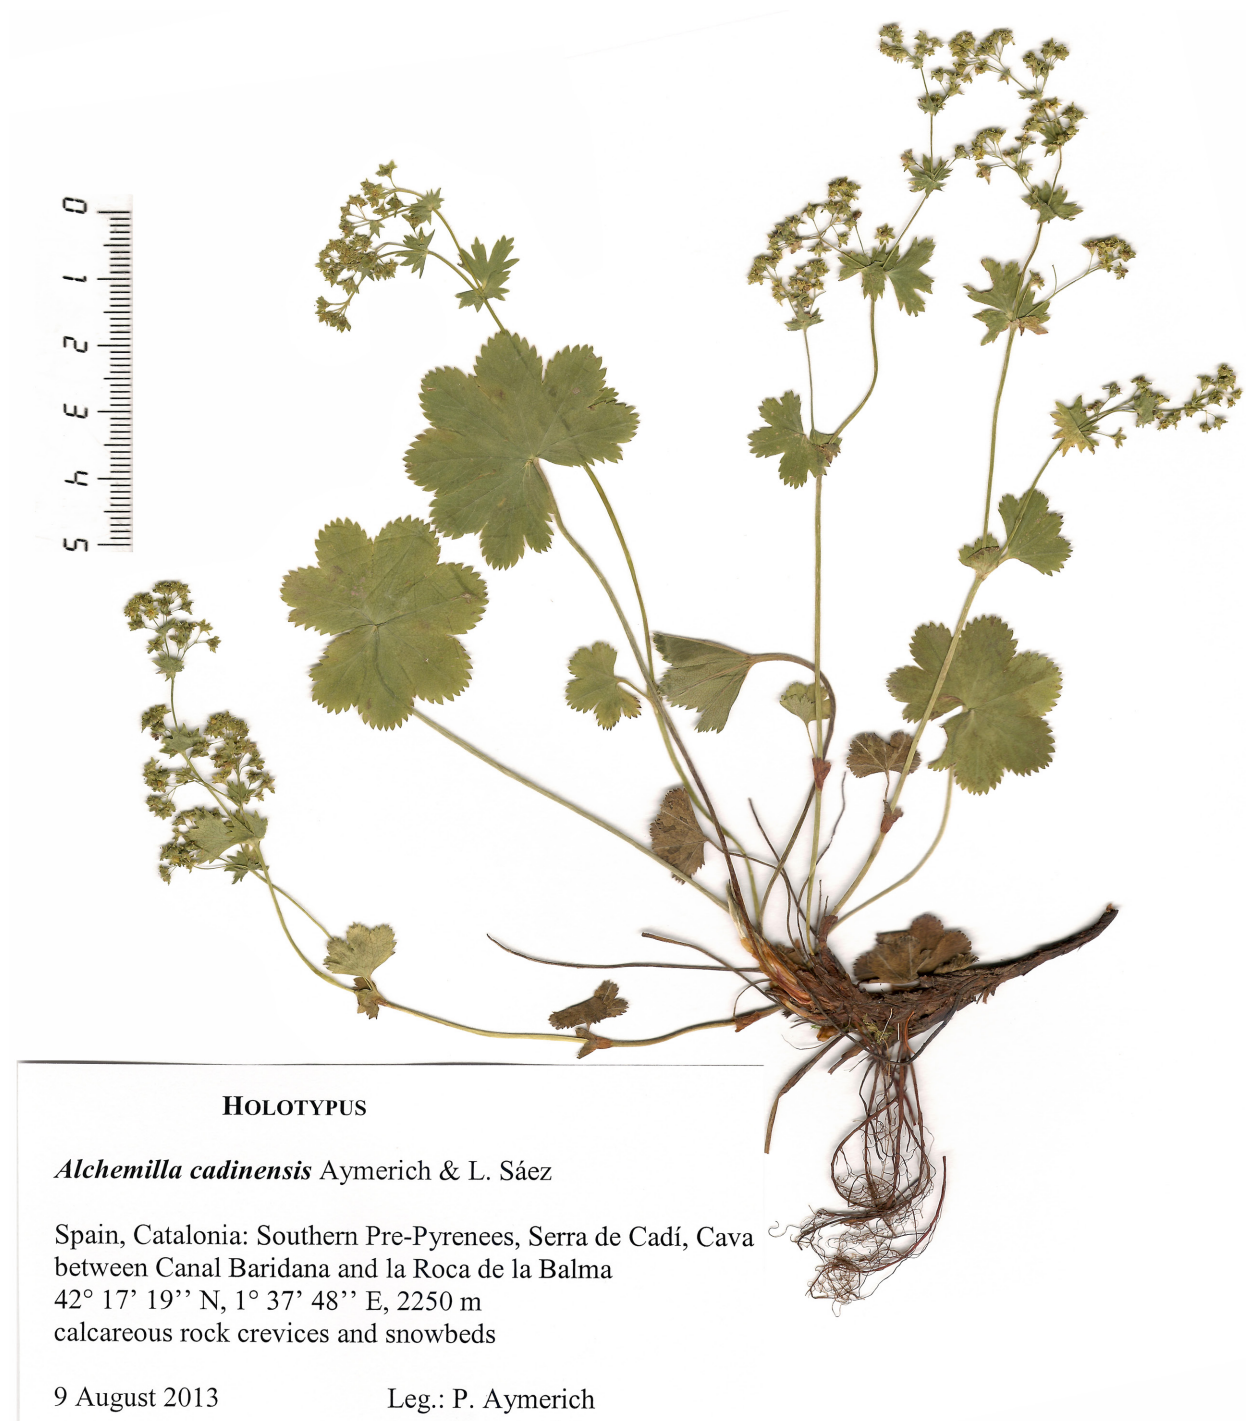 0
1
2
3
4
5
HOLOTYPUS
Alchemilla cadinensis Aymerich & L. Sáez
Spain, Catalonia: Southern Pre-Pyrenees, Serra de Cadí, Cava
between Canal Baridana and la Roca de la Balma
42° 17’ 19’’ N, 1° 37’ 48’’ E, 2250 m
calcareous rock crevices and snowbeds
9 August 2013 Leg.: P. Aymerich